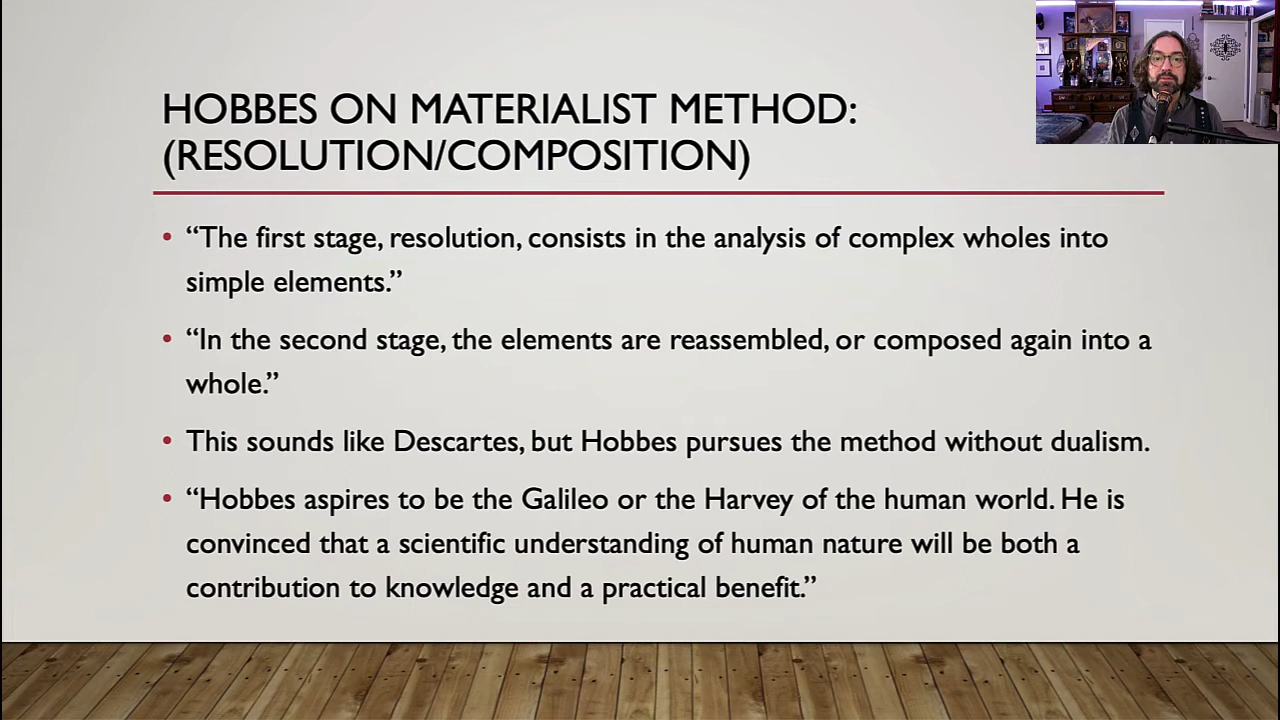 HOBBES ON MATERIALIST METHOD:
(RESOLUTION/COMPOSITION)
• “The first stage, resolution, consists in the analysis of complex wholes into
simple elements.”
• “In the second stage, the elements are reassembled, or composed again into a
whole.”
• This sounds like Descartes, but Hobbes pursues the method without dualism.
• “Hobbes aspires to be the Galileo or the Harvey of the human world. He is
convinced that a scientific understanding of human nature will be both a
contribution to knowledge and a practical benefit.”